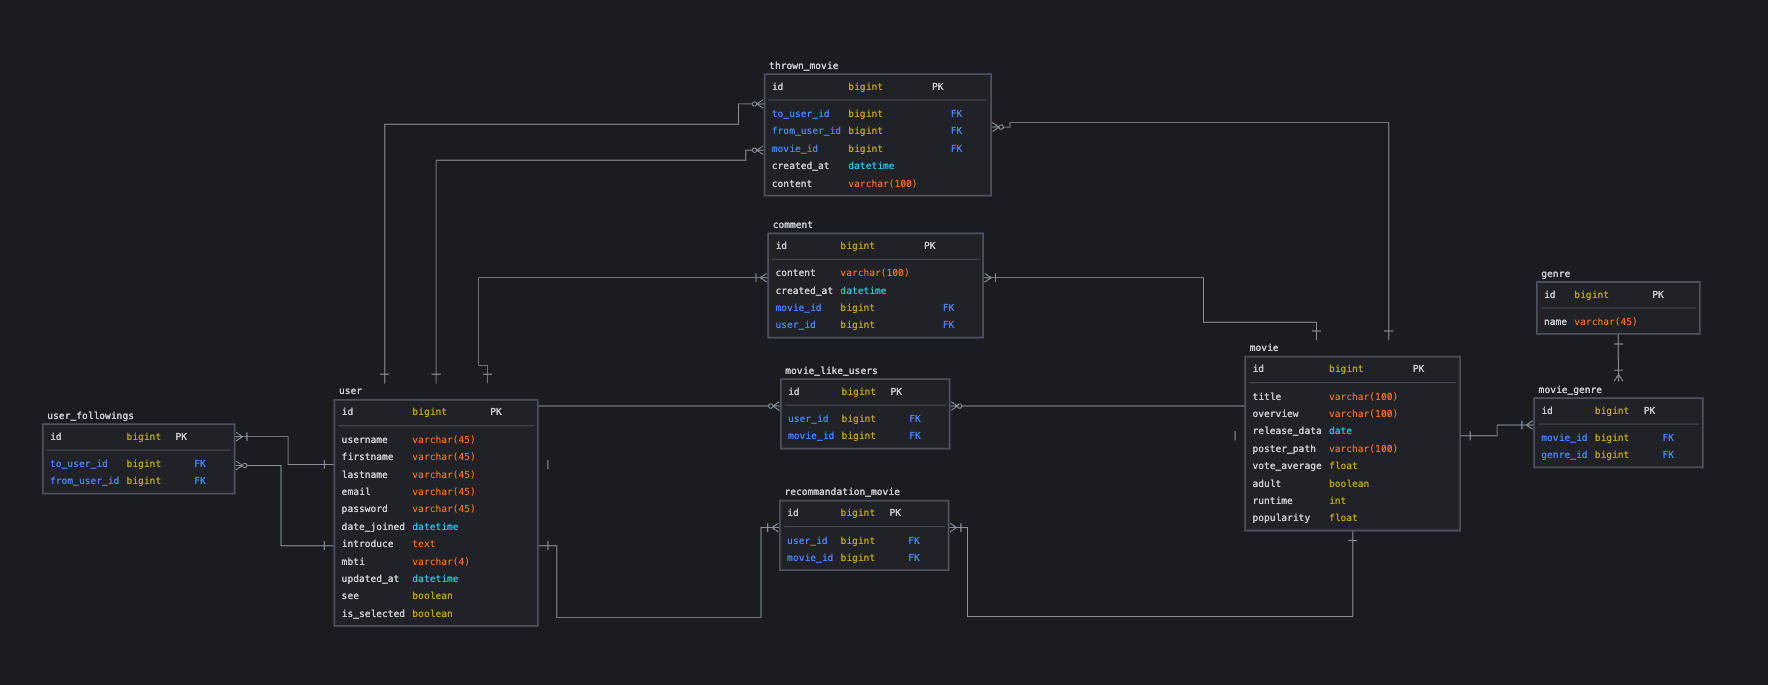 thrown_movie
id bigint PK
to_user_id bigint FK
from_user_id bigint FK
movie_id bigint FK
created_at datetime
content varchar(100)
comment
id bigint PK
content varchar(100)
created_at datetime
movie_id bigint FK
user_id bigint FK
genre
id bigint PK
name varchar(45)
movie
id bigint PK
title varchar(100)
overview varchar(100)
release_data date
poster_path varchar(100)
vote_average float
adult boolean
runtime int
popularity float
movie_like_users
id bigint PK
user_id bigint FK
movie_id bigint FK
movie_genre
id bigint PK
movie_id bigint FK
genre_id bigint FK
user
id bigint PK
username varchar(45)
firstname varchar(45)
lastname varchar(45)
email varchar(45)
password varchar(45)
date_joined datetime
introduce text
mbti varchar(4)
updated_at datetime
see boolean
is_selected boolean
user_followings
id bigint PK
to_user_id bigint FK
from_user_id bigint FK
recommandation_movie
id bigint PK
user_id bigint FK
movie_id bigint FK